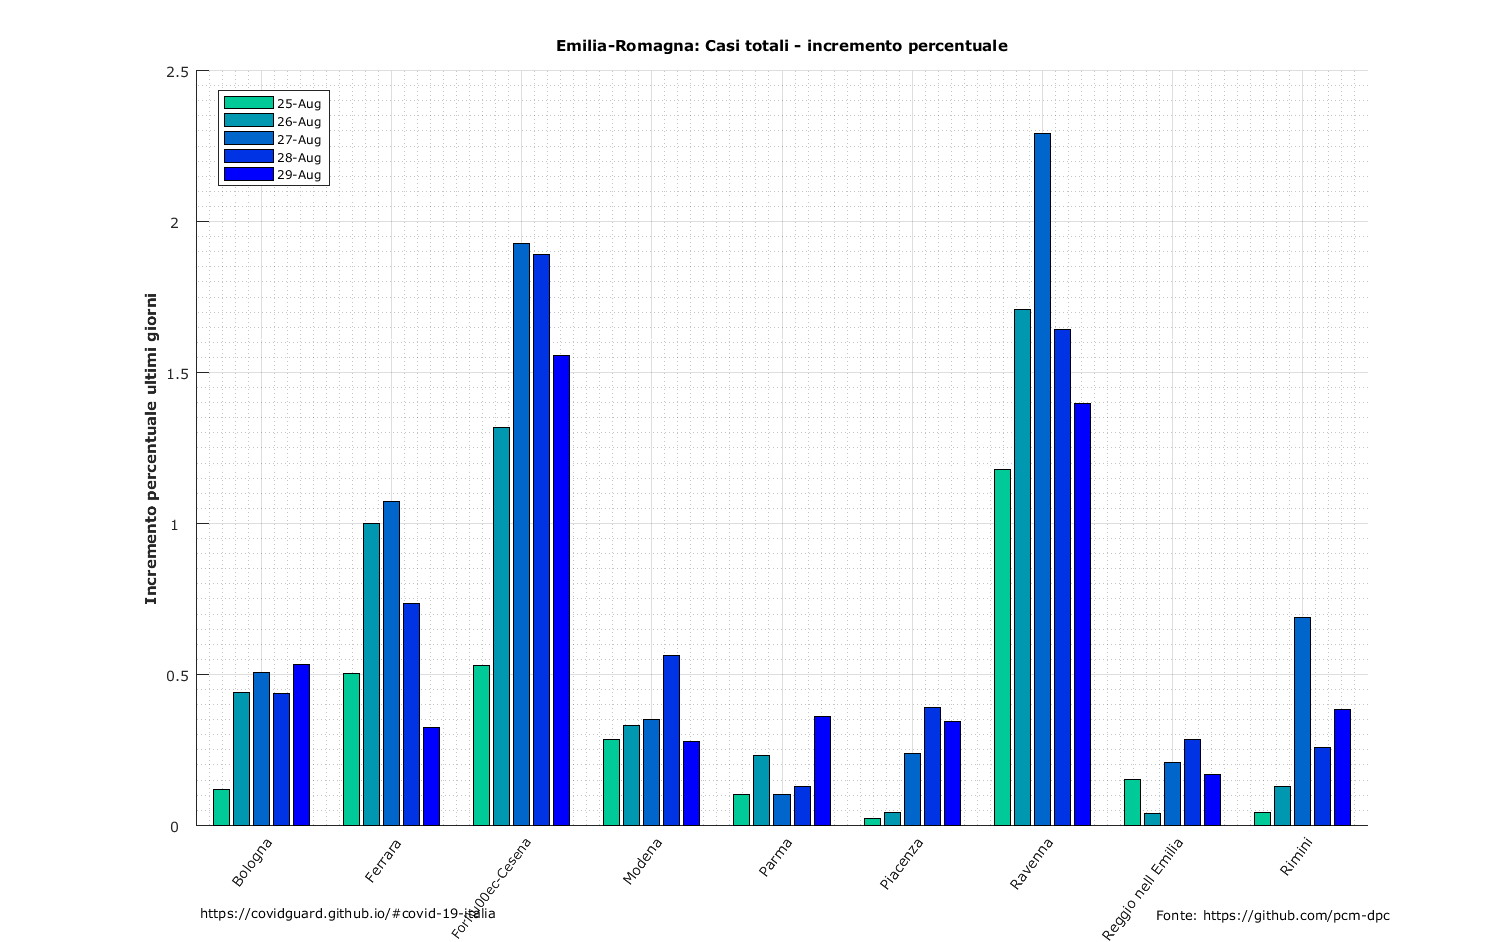 Emilia-Romagna: Casi totali - incremento percentuale
2.5
2
1.5
1
0.5
0
Incremento percentuale ultimi giorni
25-Aug
26-Aug
27-Aug
28-Aug
29-Aug
Bologna
Ferrara
Forl\u00ec-Cesena
Modena
Parma
Piacenza
Ravenna
Reggio nell Emilia
Rimini
https://covidguard.github.io/#covid-19-italia
Fonte: https://github.com/pcm-dpc